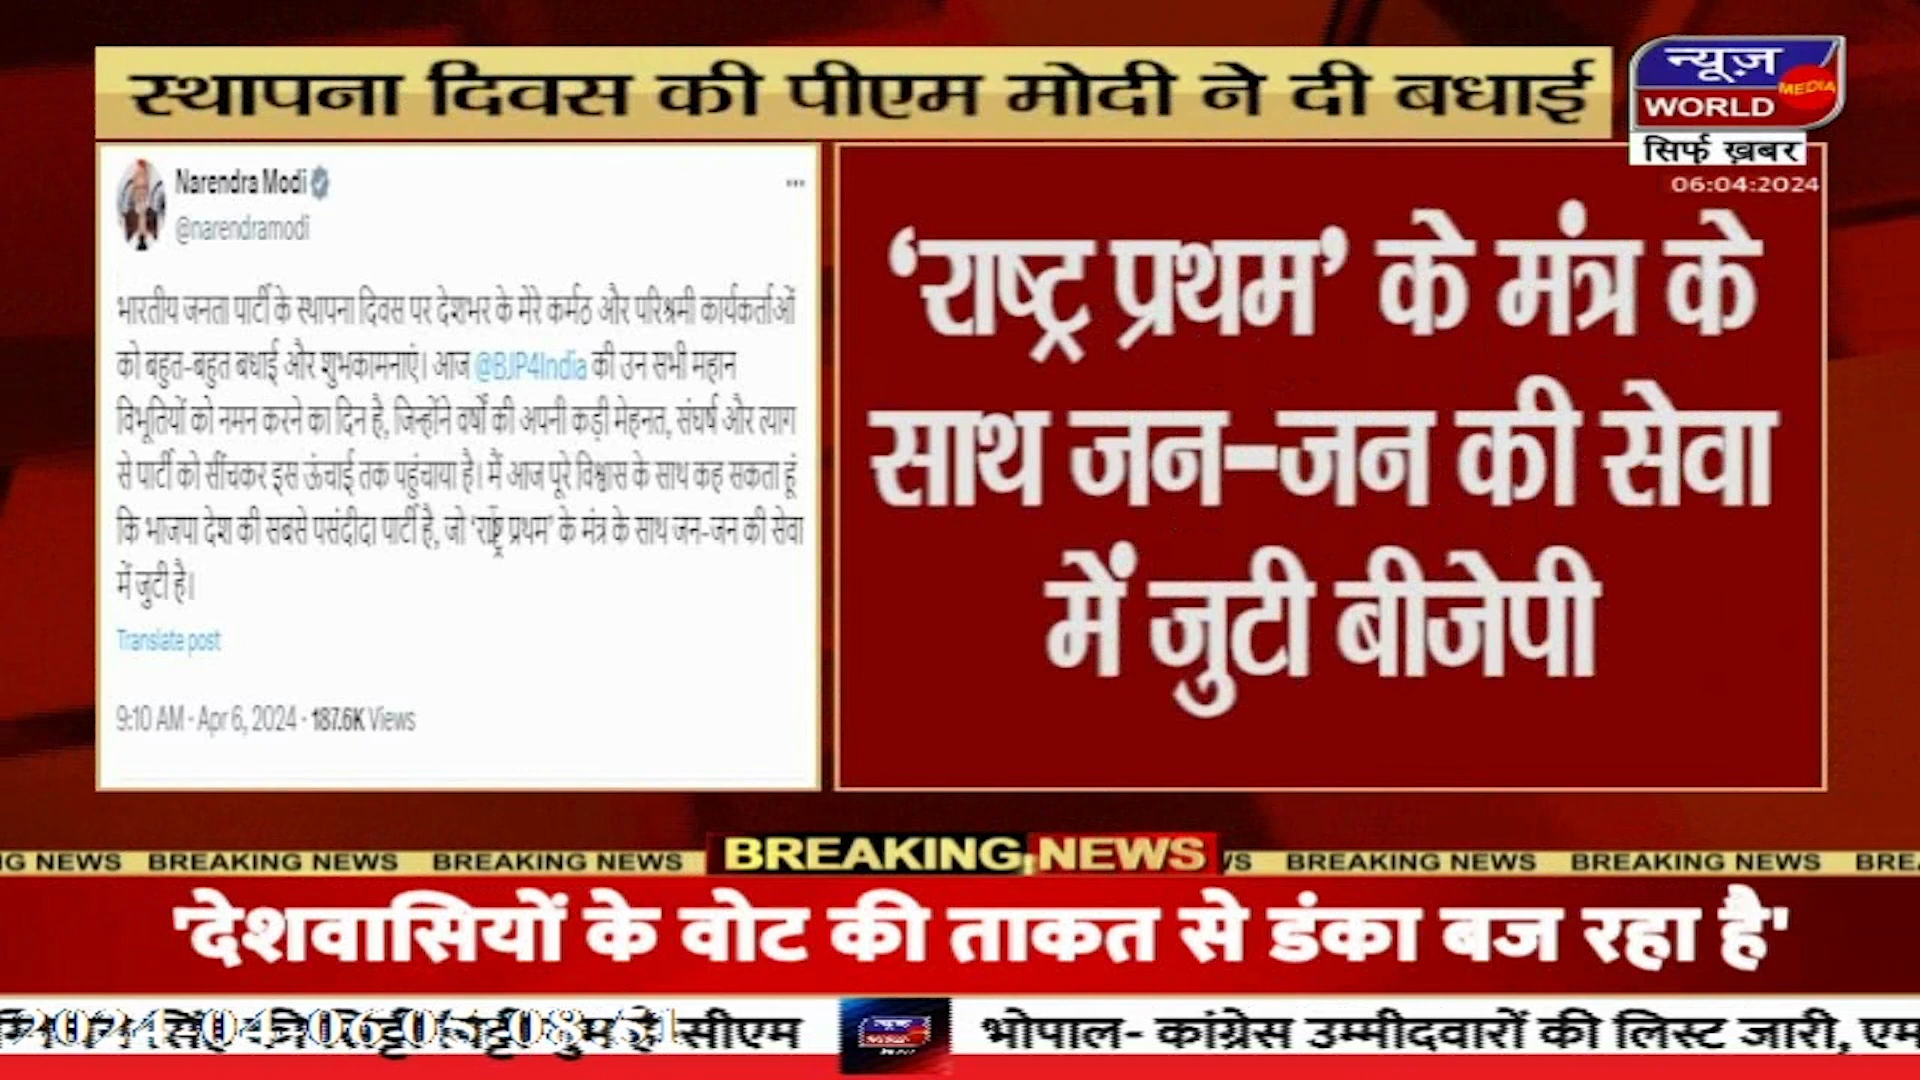 स्थापना दिवस की पीएम मोदी ने दी बधाई
न्यूज़
WORLD
MEDIA
सिर्फ ख़बर
06:04:2024
Narendra Modi
@narendramodi
भारतीय जनता पार्टी के स्थापना दिवस पर देशभर के मेरे कर्मठ और परिश्रमी कार्यकर्ताओं
को बहुत-बहुत बधाई और शुभकामनाएं। आज @BJP4India की उन सभी महान
विभूतियों को नमन करने का दिन है, जिन्होंने वर्षों की अपनी कड़ी मेहनत, संघर्ष और त्याग
से पार्टी को सींचकर इस ऊंचाई तक पहुंचाया है। मैं आज पूरे विश्वास के साथ कह सकता हूं
कि भाजपा देश की सबसे पसंदीदा पार्टी है, जो 'राष्ट्र प्रथम' के मंत्र के साथ जन-जन की सेवा
में जुटी है।
Translate post
9:10 AM · Apr 6, 2024 · 187.6K Views
‘राष्ट्र प्रथम’ के मंत्र के
साथ जन-जन की सेवा
में जुटी बीजेपी
NG NEWS BREAKING NEWS BREAKING NEWS BREAKING NEWS WS BREAKING NEWS BREAKING NEWS BRE
'देशवासियों के वोट की ताकत से डंका बज रहा है'
सीएम भोपाल- कांग्रेस उम्मीदवारों की लिस्ट जारी, एम